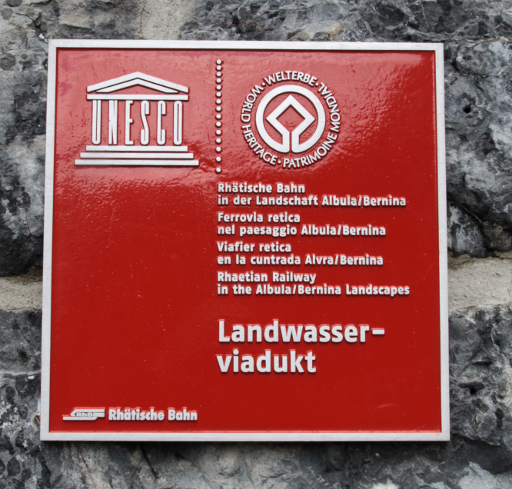 UNESCO
WORLD HERITAGE · WELTERBE · PATRIMOINE MONDIAL ·
Rhätische Bahn
in der Landschaft Albula/Bernina
Ferrovia retica
nel paesaggio Albula/Bernina
Viafier retica
en la cuntrada Alvra/Bernina
Rhaetian Railway
in the Albula/Bernina Landscapes
Landwasser-
viadukt
Rhätische Bahn